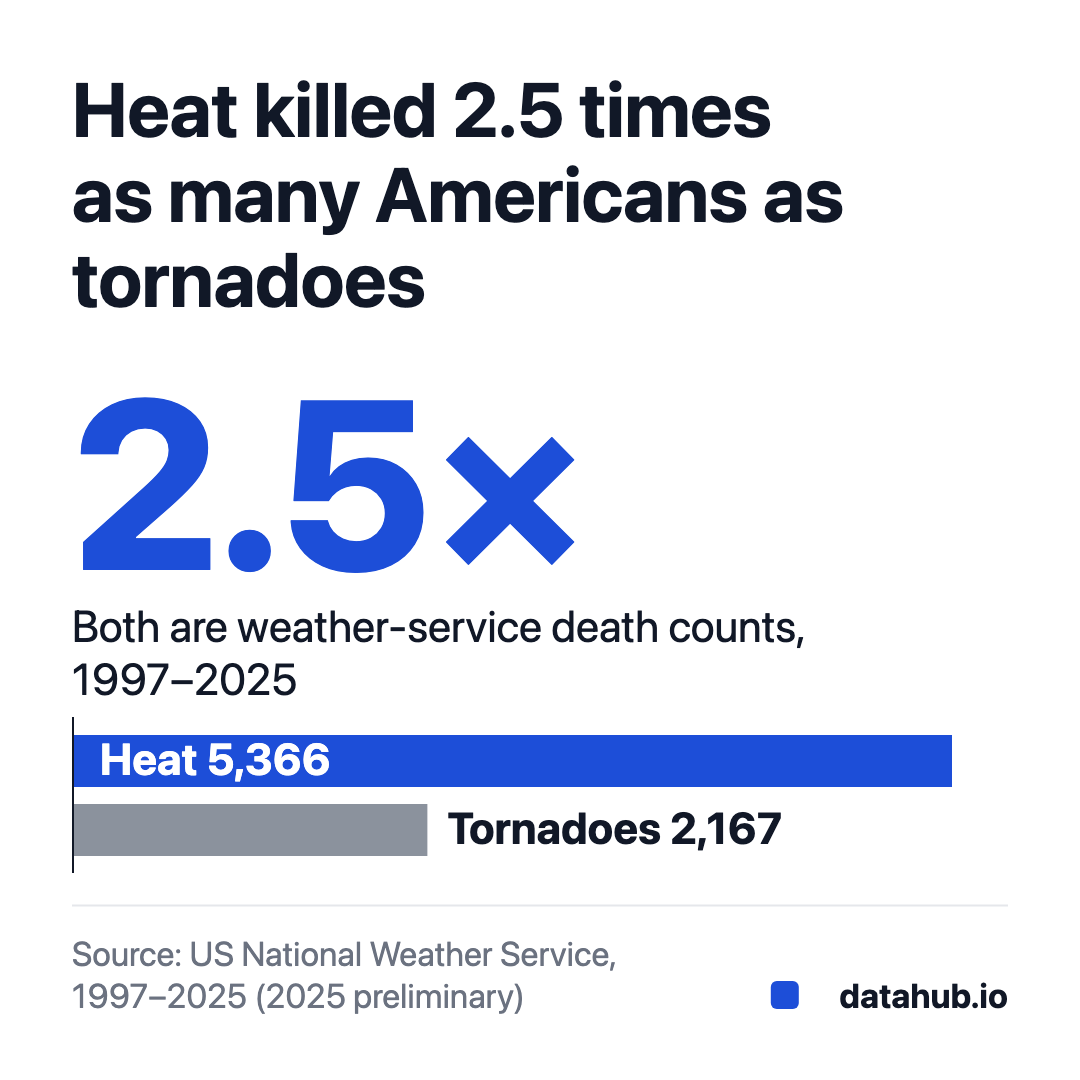 Heat killed 2.5 times
as many Americans as
tornadoes
2.5×
Both are weather-service death counts,
1997–2025
Heat 5,366
Tornadoes 2,167
Source: US National Weather Service,
1997–2025 (2025 preliminary)
datahub.io